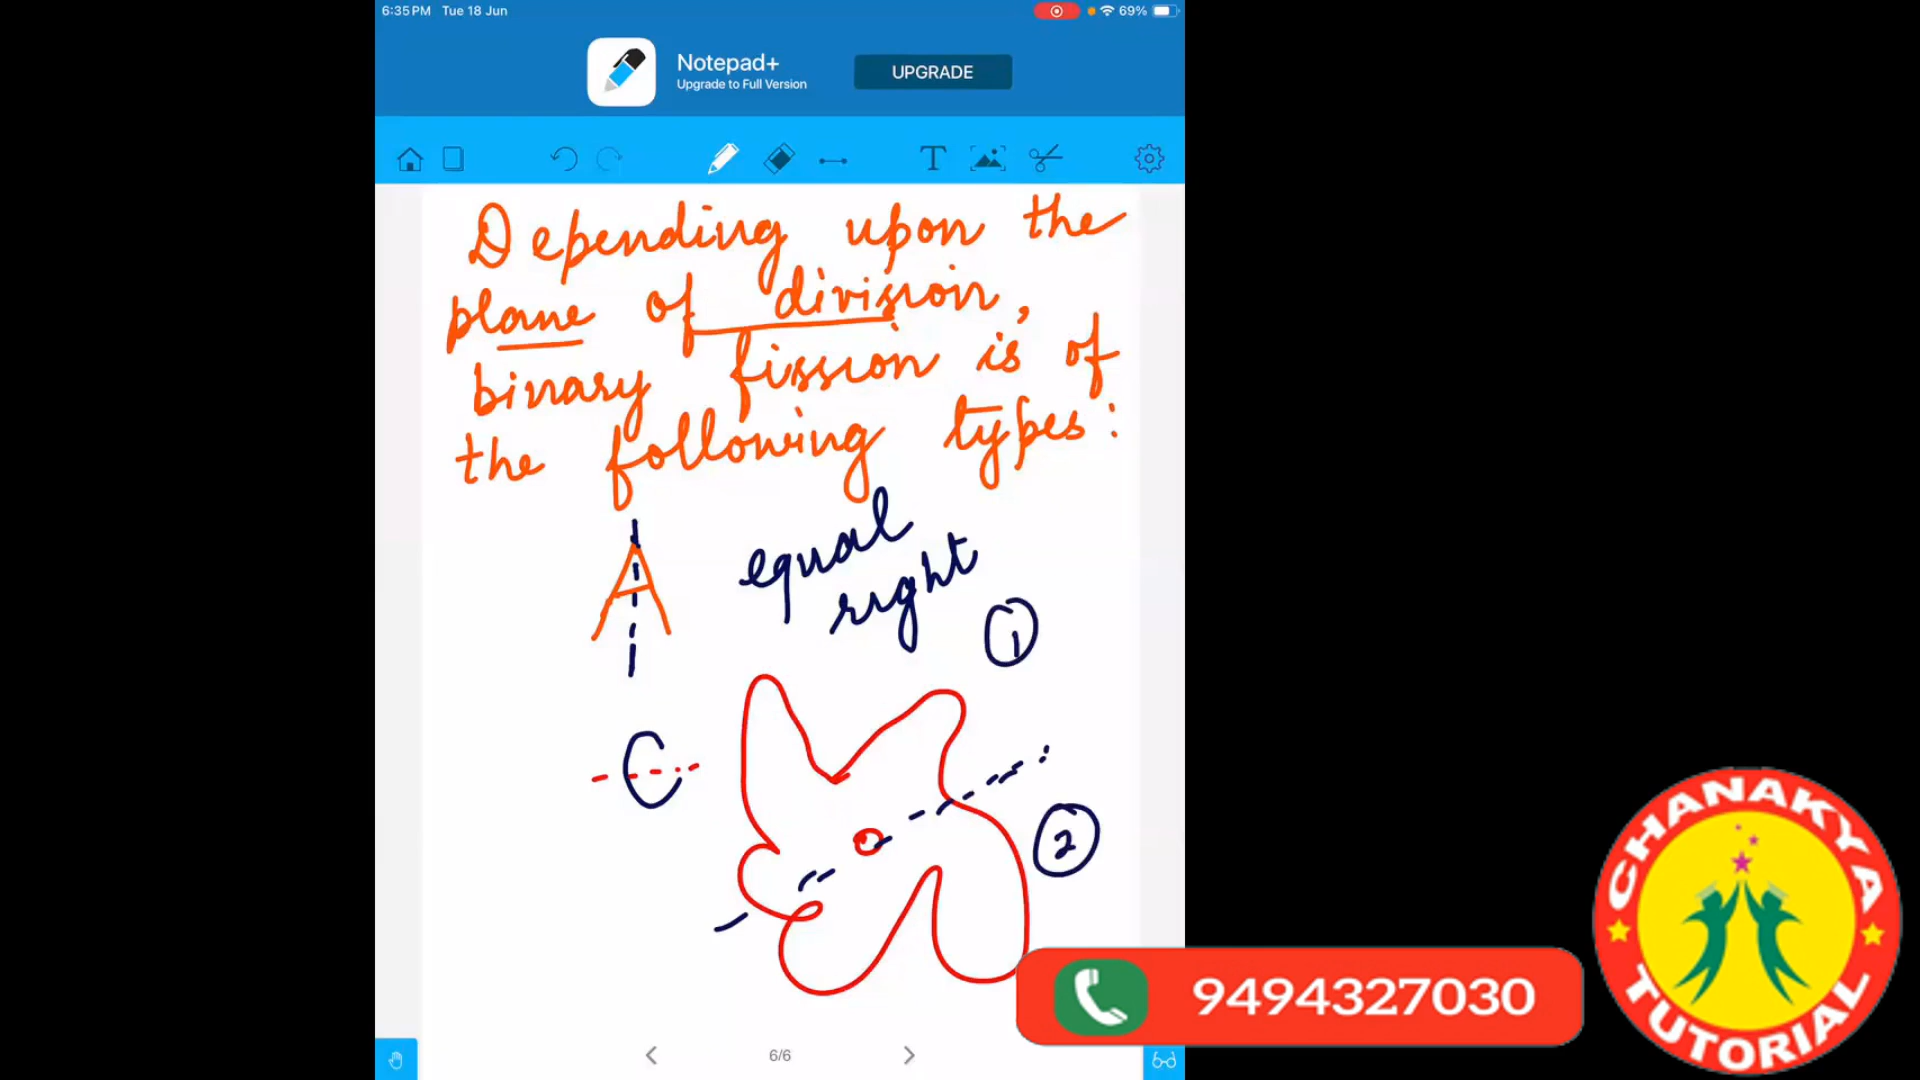 6:35 PM Tue 18 Jun
69%
Notepad+
Upgrade to Full Version
UPGRADE
T
Depending upon the
plane of division,
binary fission is of
the following types:
A
equal
right
1
C
2
6/6
9494327030
CHANAKYA
TUTORIAL